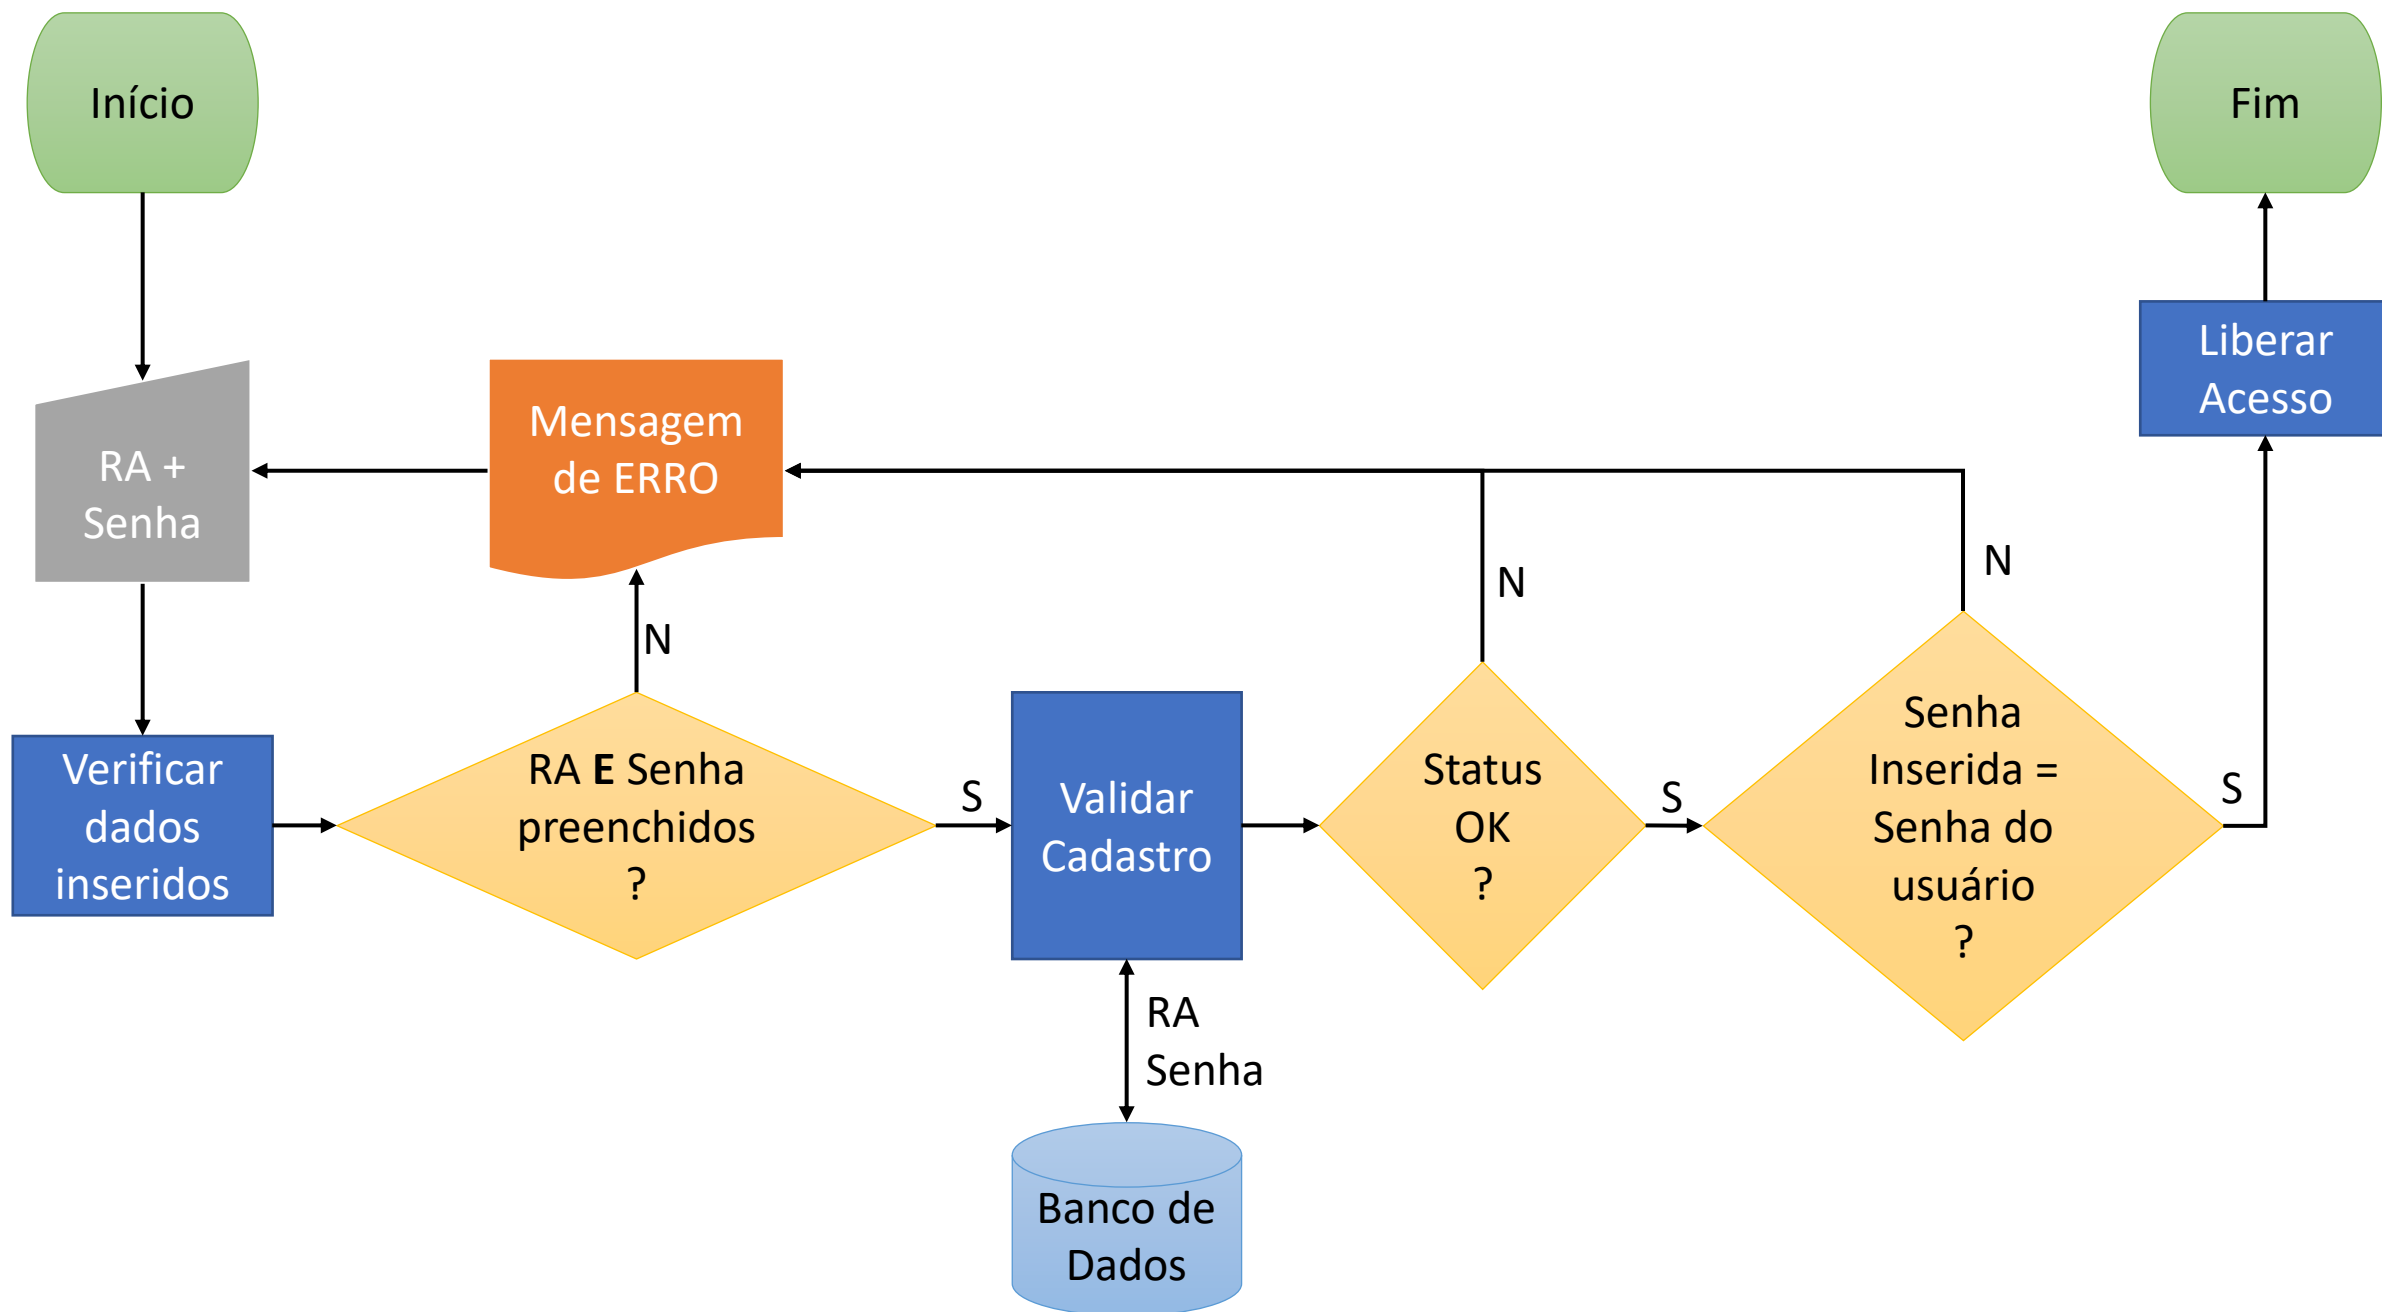 Início
Fim
Liberar
Acesso
Mensagem
de ERRO
RA +
Senha
N
N
N
Verificar
dados
inseridos
RA E Senha
preenchidos
?
S
Validar
Cadastro
Status
OK
?
S
Senha
Inserida =
Senha do
usuário
?
S
RA
Senha
Banco de
Dados